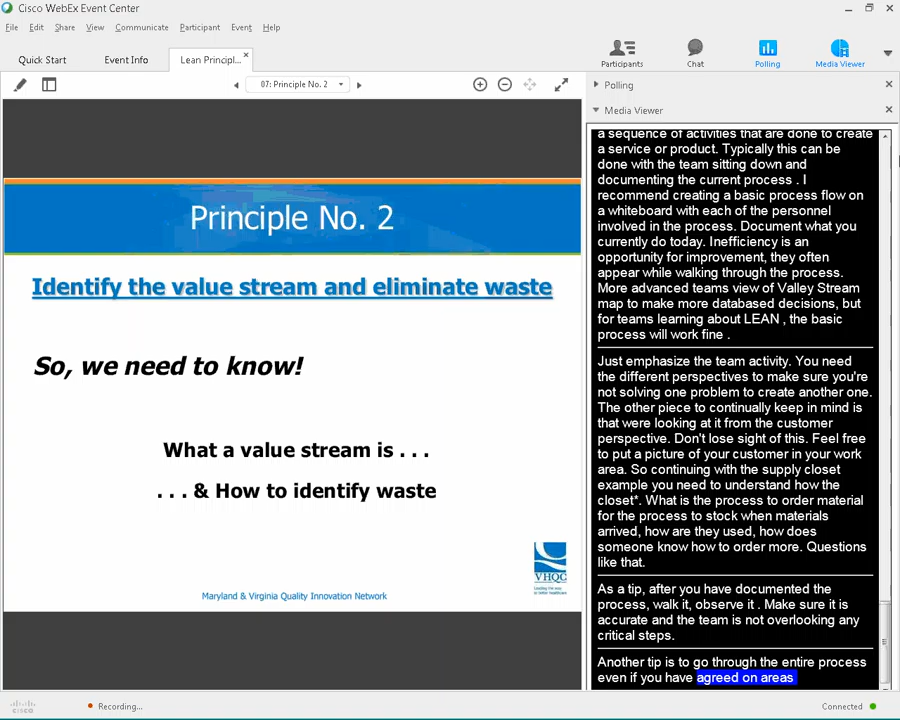 Cisco WebEx Event Center
File Edit Share View Communicate Participant Event Help
Quick Start
Event Info
Lean Principl...
Participants
Chat
Polling
Media Viewer
07: Principle No. 2
Polling
Media Viewer
Principle No. 2
Identify the value stream and eliminate waste
So, we need to know!
What a value stream is . . .
. . . & How to identify waste
VHQC
Maryland & Virginia Quality Innovation Network
a sequence of activities that are done to create
a service or product. Typically this can be
done with the team sitting down and
documenting the current process . I
recommend creating a basic process flow on
a whiteboard with each of the personnel
involved in the process. Document what you
currently do today. Inefficiency is an
opportunity for improvement, they often
appear while walking through the process.
More advanced teams view of Valley Stream
map to make more databased decisions, but
for teams learning about LEAN , the basic
process will work fine .
Just emphasize the team activity. You need
the different perspectives to make sure you're
not solving one problem to create another one.
The other piece to continually keep in mind is
that were looking at it from the customer
perspective. Don't lose sight of this. Feel free
to put a picture of your customer in your work
area. So continuing with the supply closet
example you need to understand how the
closet*. What is the process to order material
for the process to stock when materials
arrived, how are they used, how does
someone know how to order more. Questions
like that.
As a tip, after you have documented the
process, walk it, observe it . Make sure it is
accurate and the team is not overlooking any
critical steps.
Another tip is to go through the entire process
even if you have agreed on areas
cisco
Recording...
Connected